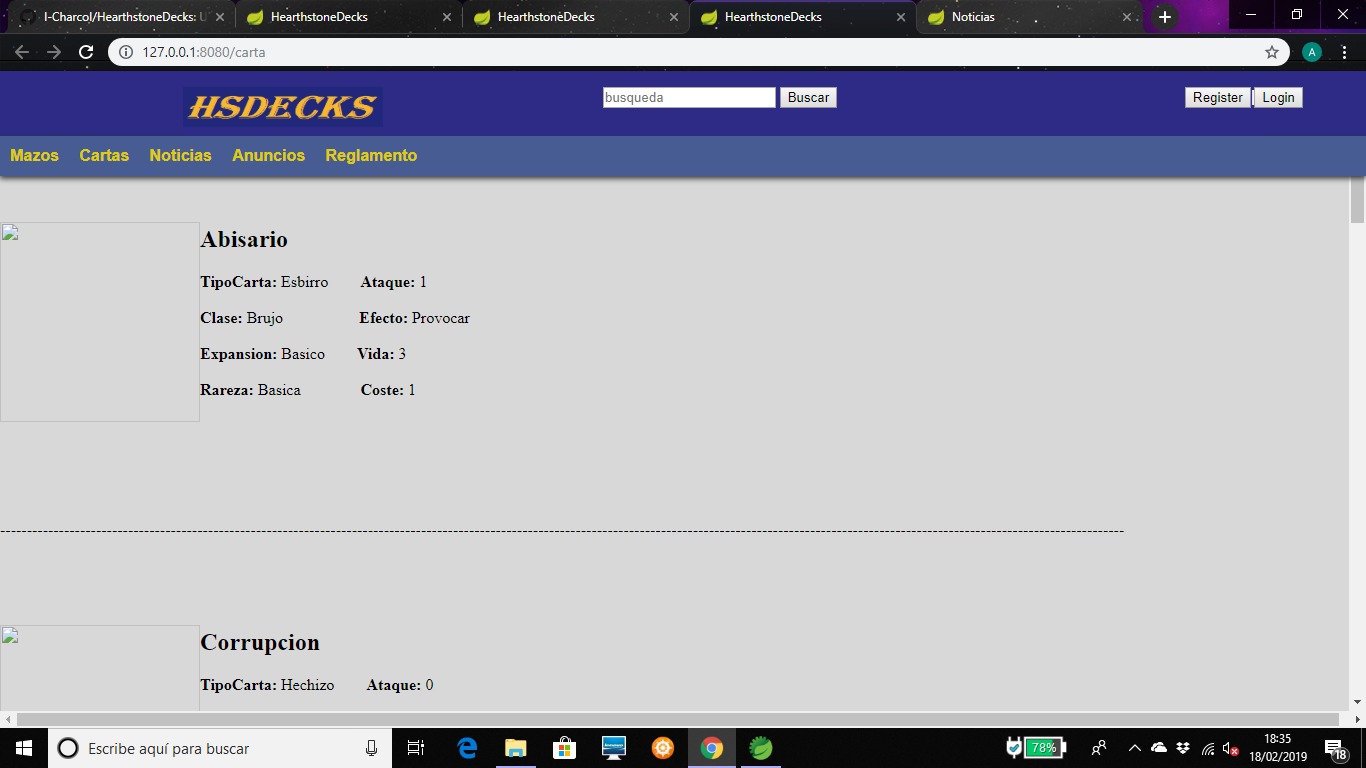 I-Charcol/HearthstoneDecks: U
HearthstoneDecks
HearthstoneDecks
HearthstoneDecks
Noticias
127.0.0.1:8080/carta
A
HSDECKS
busqueda
Buscar
Register
Login
Mazos Cartas Noticias Anuncios Reglamento
Abisario
TipoCarta: Esbirro Ataque: 1
Clase: Brujo Efecto: Provocar
Expansion: Basico Vida: 3
Rareza: Basica Coste: 1
Corrupcion
TipoCarta: Hechizo Ataque: 0
Escribe aquí para buscar
78%
18:35
18/02/2019
18